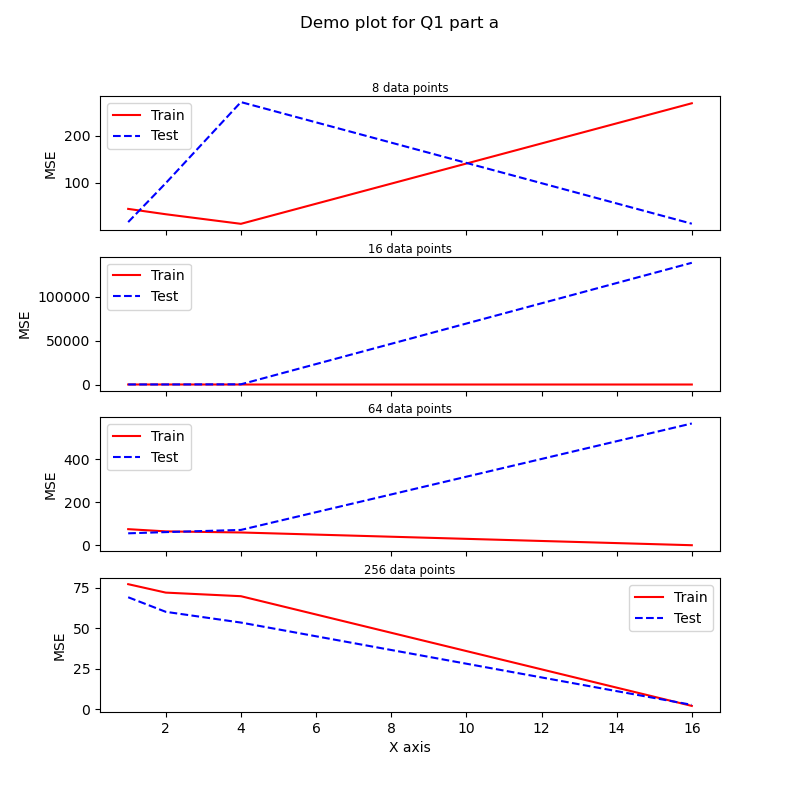 Demo plot for Q1 part a
8 data points
Train
Test
MSE
200
100
16 data points
Train
Test
MSE
100000
50000
0
64 data points
Train
Test
MSE
400
200
0
256 data points
Train
Test
MSE
75
50
25
0
2 4 6 8 10 12 14 16
X axis